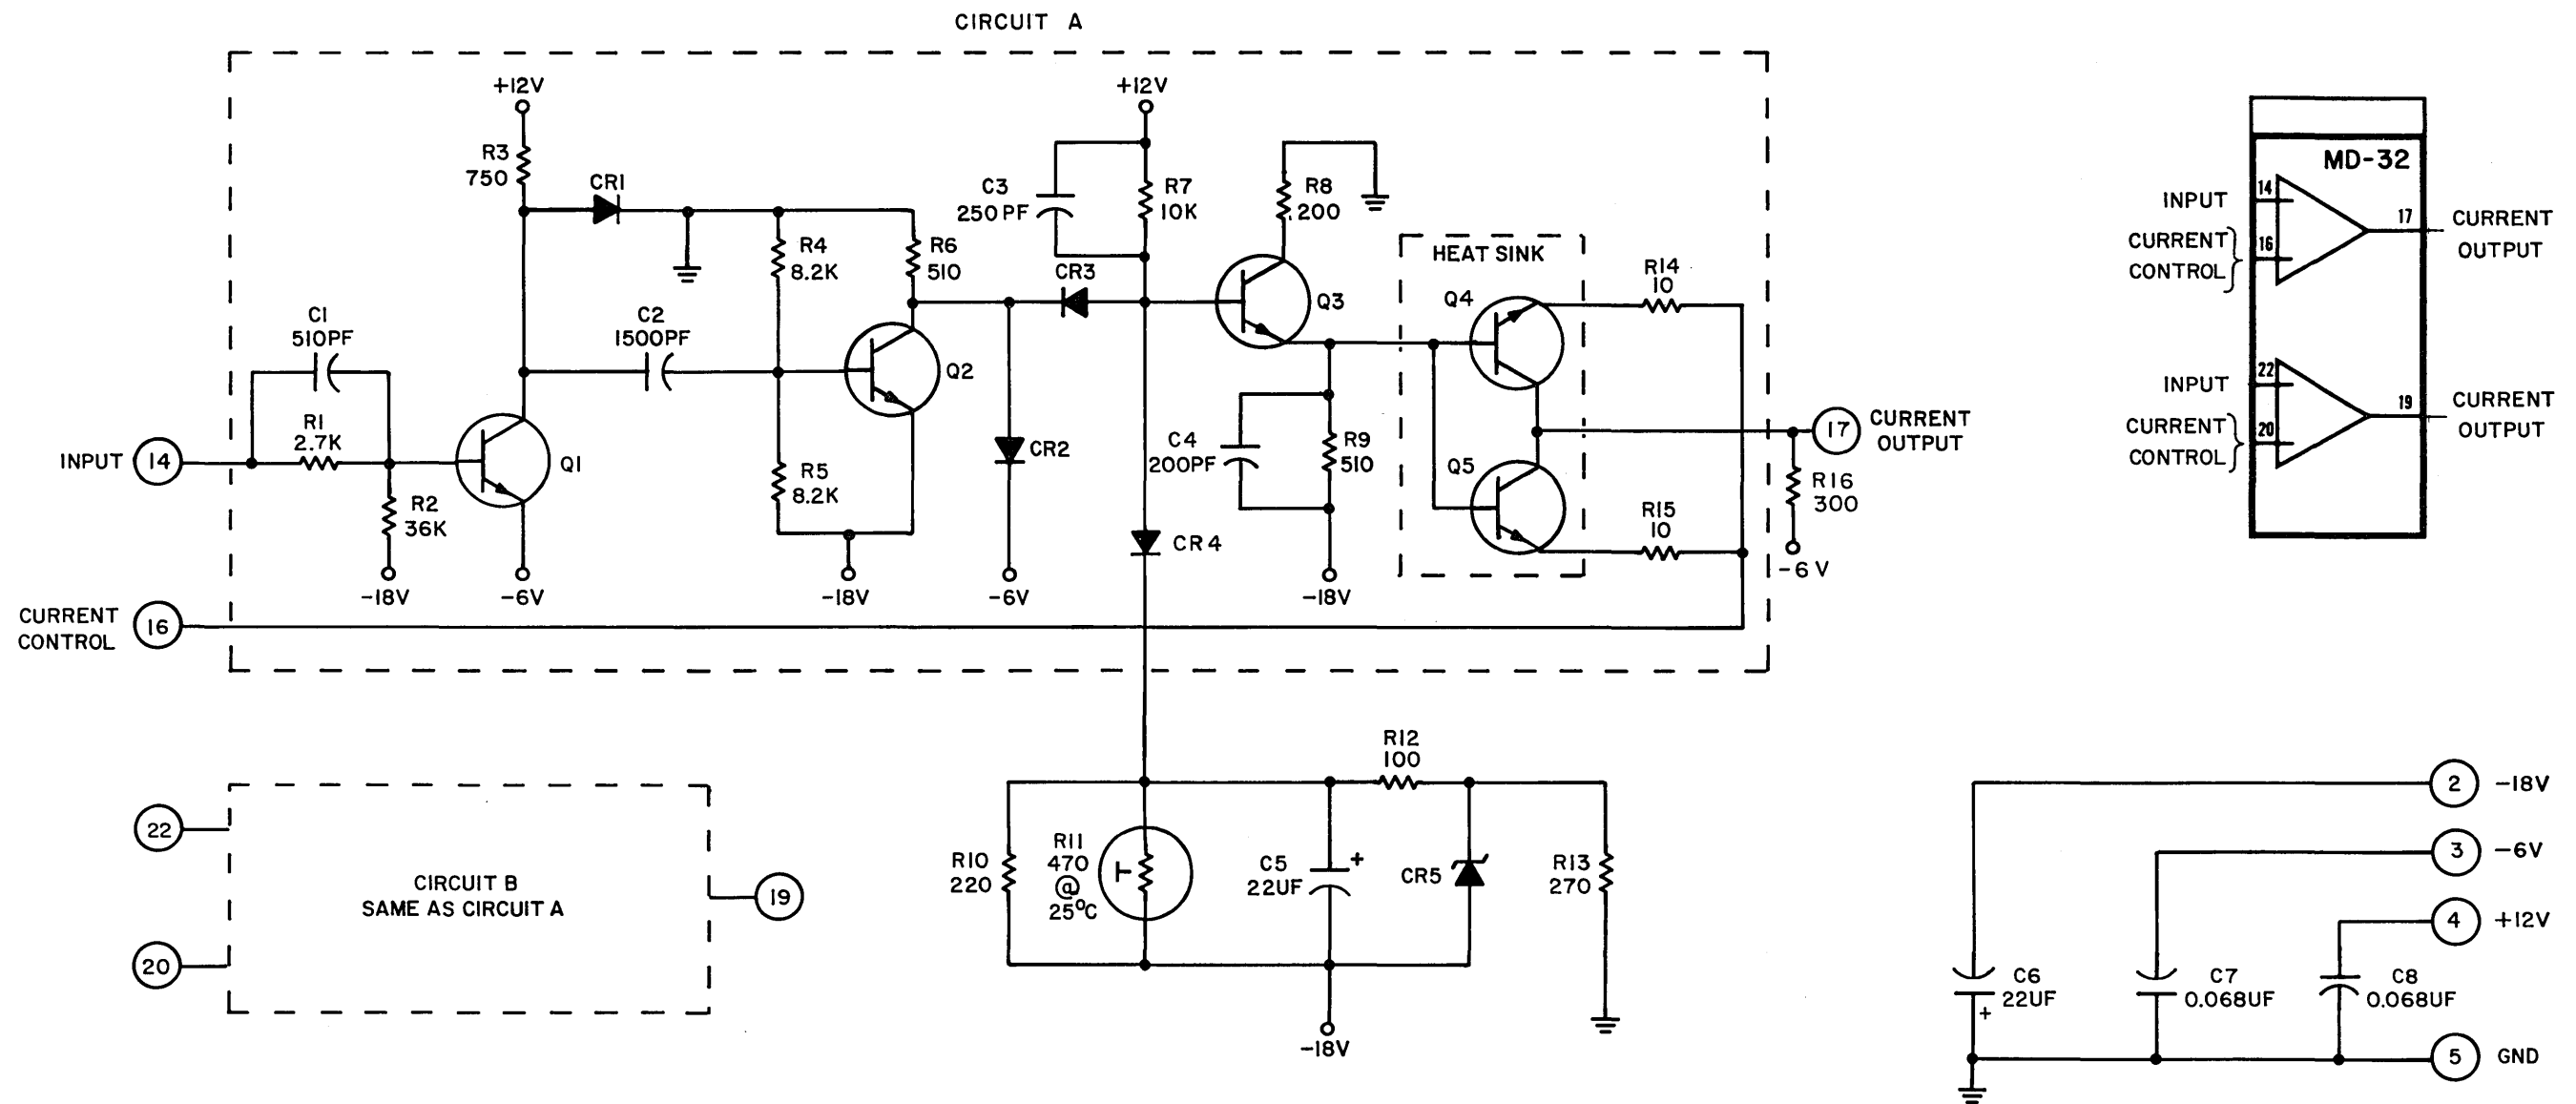 CIRCUIT A
+12V
R3
750
CR1
C1
510PF
R1
2.7K
INPUT 14
R2
36K
-18V
Q1
-6V
C2
1500PF
R4
8.2K
R5
8.2K
R6
510
Q2
-18V
+12V
C3
250PF
R7
10K
CR3
CR2
-6V
CR4
R8
200
Q3
C4
200PF
R9
510
-18V
HEAT SINK
Q4
Q5
R14
10
R15
10
17 CURRENT
OUTPUT
R16
300
-6V
CURRENT
CONTROL
16
MD-32
INPUT
14
CURRENT
CONTROL
16
17
CURRENT
OUTPUT
INPUT
22
CURRENT
CONTROL
20
19
CURRENT
OUTPUT
22
20
CIRCUIT B
SAME AS CIRCUIT A
19
R10
220
R11
470
@
25°C
T
C5
22UF
+
R12
100
CR5
R13
270
-18V
2 -18V
3 -6V
4 +12V
C6
22UF
+
C7
0.068UF
C8
0.068UF
5 GND